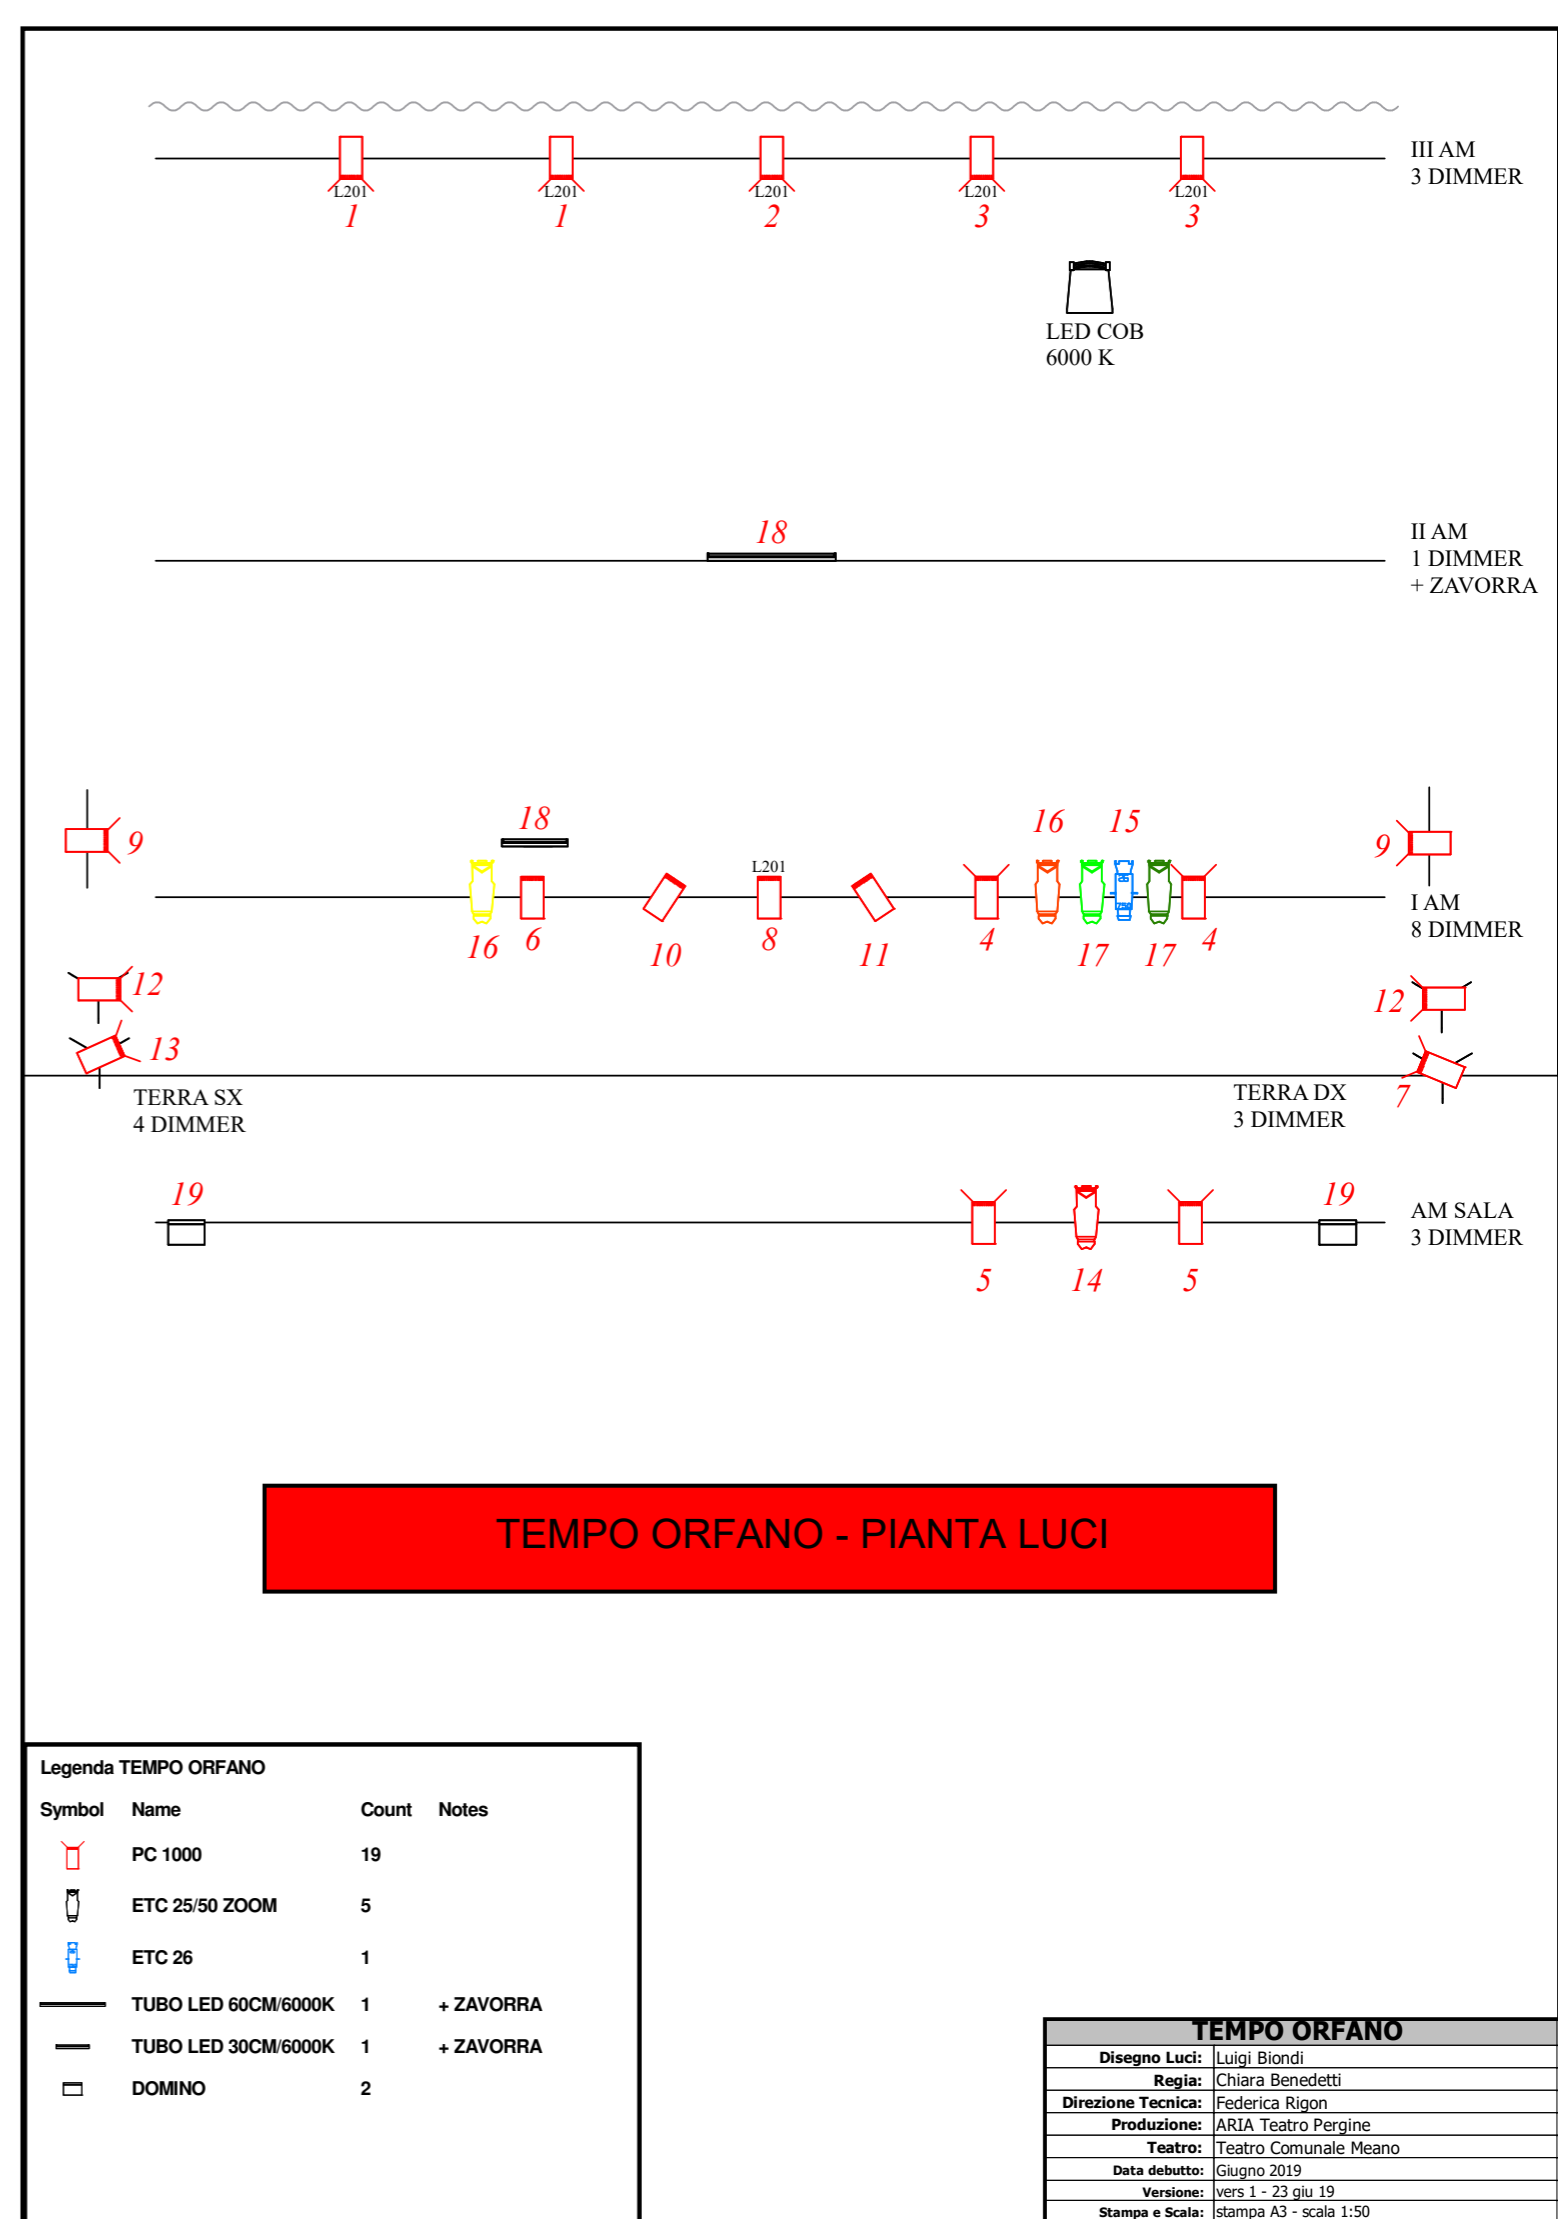 III AM
3 DIMMER
L201 L201 L201 L201 L201
1 1 2 3 3
LED COB
6000 K
18
II AM
1 DIMMER
+ ZAVORRA
18 16 15
9 9
L201
I AM
8 DIMMER
16 6 10 8 11 4 17 17 4
12 12
13 7
TERRA SX
4 DIMMER
TERRA DX
3 DIMMER
19 19
AM SALA
3 DIMMER
5 14 5
TEMPO ORFANO - PIANTA LUCI
Legenda TEMPO ORFANO
Symbol Name Count Notes
PC 1000 19
ETC 25/50 ZOOM 5
ETC 26 1
TUBO LED 60CM/6000K 1 + ZAVORRA
TUBO LED 30CM/6000K 1 + ZAVORRA
DOMINO 2
TEMPO ORFANO
Disegno Luci: Luigi Biondi
Regia: Chiara Benedetti
Direzione Tecnica: Federica Rigon
Produzione: ARIA Teatro Pergine
Teatro: Teatro Comunale Meano
Data debutto: Giugno 2019
Versione: vers 1 - 23 giu 19
Stampa e Scala: stampa A3 - scala 1:50